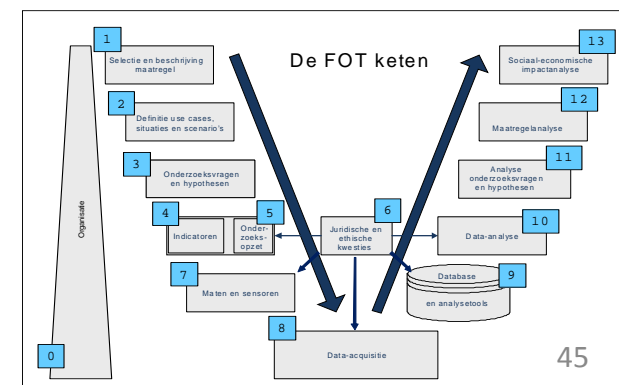 De FOT keten
1
Selectie en beschrijving
maatregel
2
Definitie use cases,
situaties en scenario's
3
Onderzoeksvragen
en hypothesen
4
Indicatoren
5
Onder-
zoeks-
opzet
6
Juridische en
ethische
kwesties
7
Maten en sensoren
8
Data-acquisitie
9
Database
en analysetools
10
Data-analyse
11
Analyse
onderzoeksvragen
en hypothesen
12
Maatregelanalyse
13
Sociaal-economische
impactanalyse
Organisatie
0
45